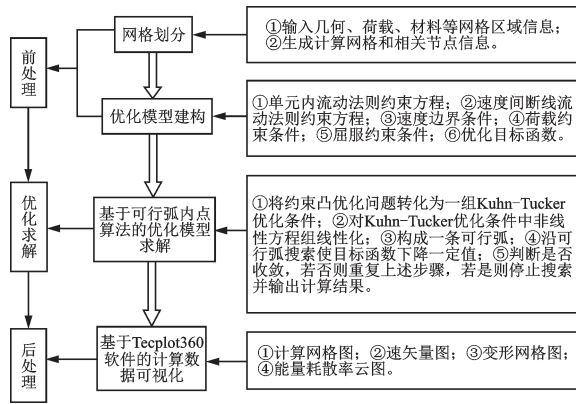 前处理
优化求解
后处理
网格划分
优化模型建构
基于可行弧内点
算法的优化模型
求解
基于Tecplot360
软件的计算数
据可视化
①输入几何、荷载、材料等网格区域信息；
②生成计算网格和相关节点信息。
①单元内流动法则约束方程；②速度间断线流
动法则约束方程；③速度边界条件；④荷载约
束条件；⑤屈服约束条件；⑥优化目标函数。
①将约束凸优化问题转化为一组Kuhn-Tucker
优化条件；②对Kuhn-Tucker优化条件中非线
性方程组线性化；③构成一条可行弧；④沿可
行弧搜索使目标函数下降一定值；⑤判断是否
收敛，若否则重复上述步骤，若是则停止搜索
并输出计算结果。
①计算网格图；②速矢量图；③变形网格图；
④能量耗散率云图。